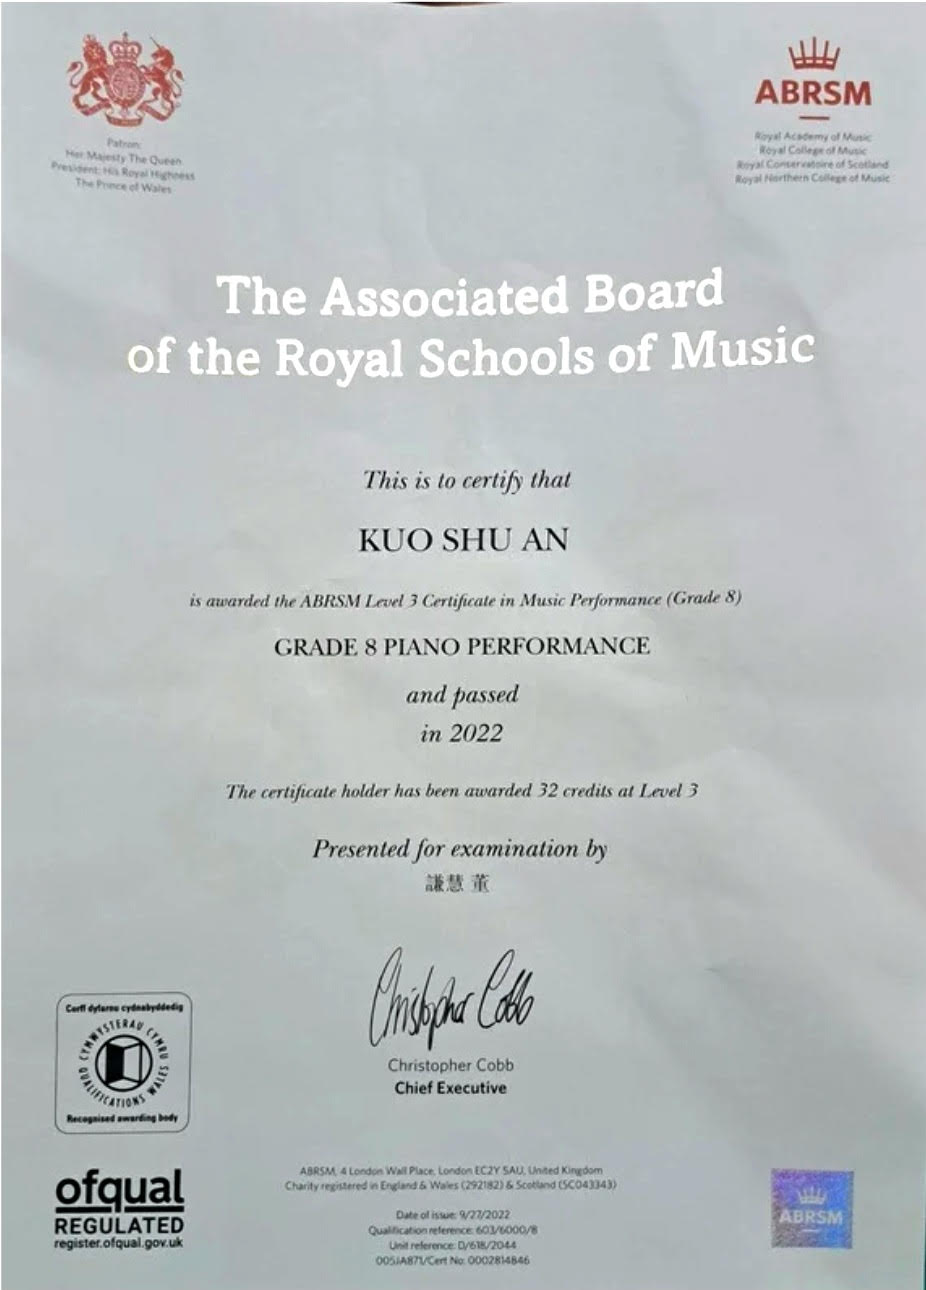 Patron:
Her Majesty The Queen
President: His Royal Highness
The Prince of Wales
ABRSM
Royal Academy of Music
Royal College of Music
Royal Conservatoire of Scotland
Royal Northern College of Music
The Associated Board
of the Royal Schools of Music
This is to certify that
KUO SHU AN
is awarded the ABRSM Level 3 Certificate in Music Performance (Grade 8)
GRADE 8 PIANO PERFORMANCE
and passed
in 2022
The certificate holder has been awarded 32 credits at Level 3
Presented for examination by
謙慧 董
Christopher Cobb
Christopher Cobb
Chief Executive
Corff dyfarnu cydnabyddedig
CYMWYSTERAU CYMRU
QUALIFICATIONS WALES
Recognised awarding body
ofqual
REGULATED
register.ofqual.gov.uk
ABRSM, 4 London Wall Place, London EC2Y 5AU, United Kingdom
Charity registered in England & Wales (292182) & Scotland (SC043343)
Date of issue: 9/27/2022
Qualification reference: 603/6000/8
Unit reference: D/618/2044
005JA871/Cert No: 0002814846
ABRSM